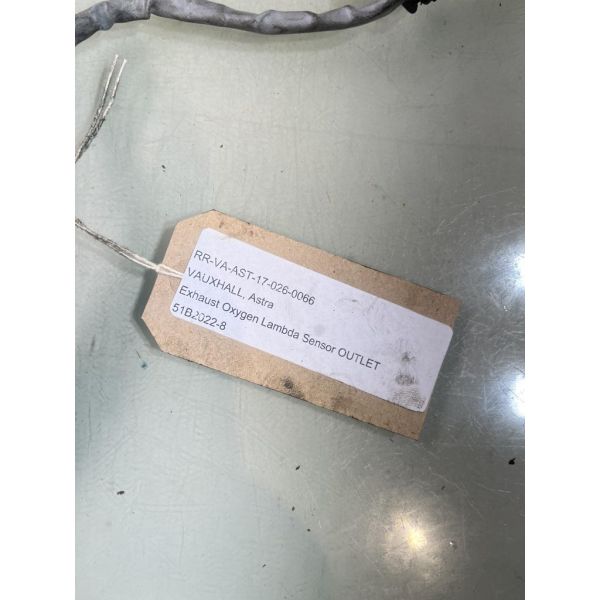 RR-VA-AST-17-026-0066
VAUXHALL, Astra
Exhaust Oxygen Lambda Sensor OUTLET
51B2022-8